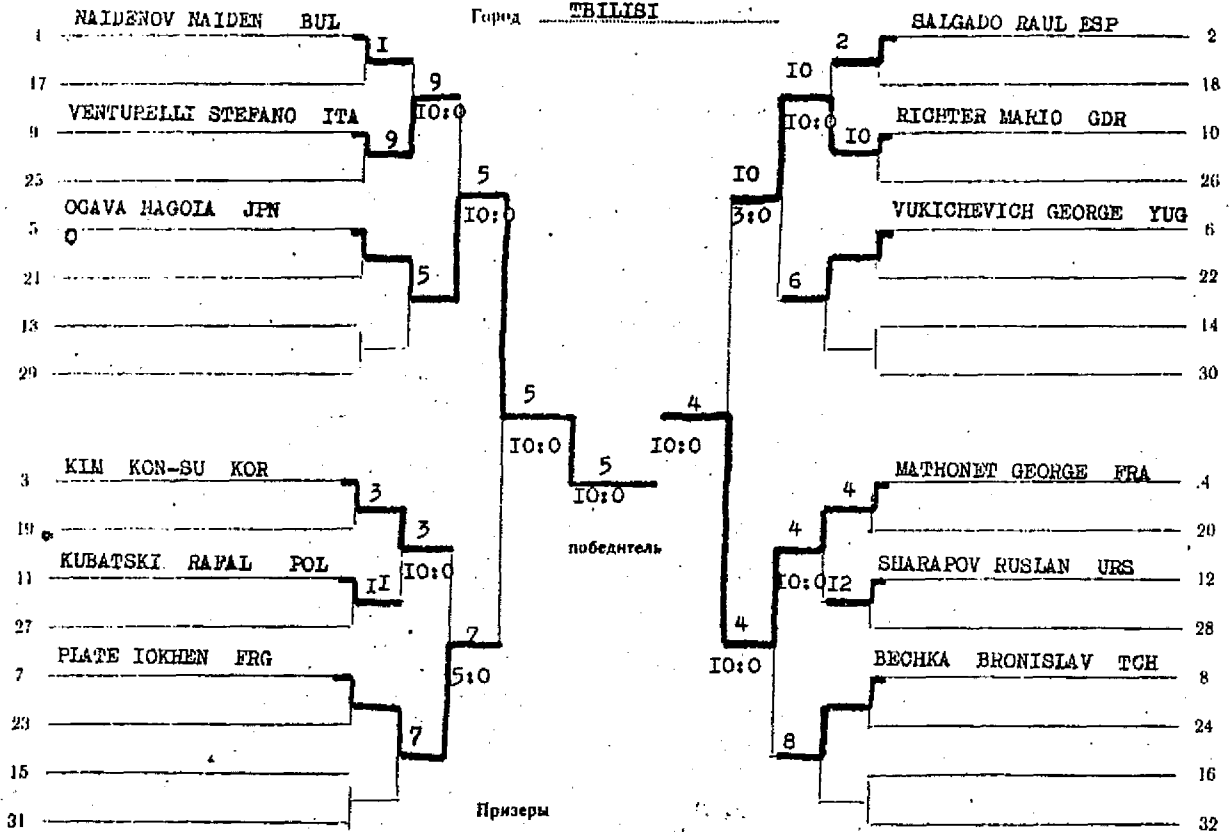 Город TBILISI
NAIDENOV NAIDEN BUL
1
I
17
9
IO:0
VENTURELLI STEFANO ITA
9
9
25
5
IO:0
OGAVA NAGOIA JPN
5
O
21
5
13
29
5
IO:0
KIM KON-SU KOR
3
3
19
3
IO:0
KUBATSKI RAFAL POL
11
II
27
7
5:0
PLATE IOKHEN FRG
7
23
7
15
31
5
IO:0
победитель
Призеры
SALGADO RAUL ESP
2
2
18
IO
IO:0
RICHTER MARIO GDR
10
IO
26
IO
3:0
VUKICHEVICH GEORGE YUG
6
22
6
14
30
4
IO:0
MATHONET GEORGE FRA
4
.4
20
4
IO:0
SHARAPOV RUSLAN URS
12
I2
28
4
IO:0
BECHKA BRONISLAV TCH
8
24
8
16
32